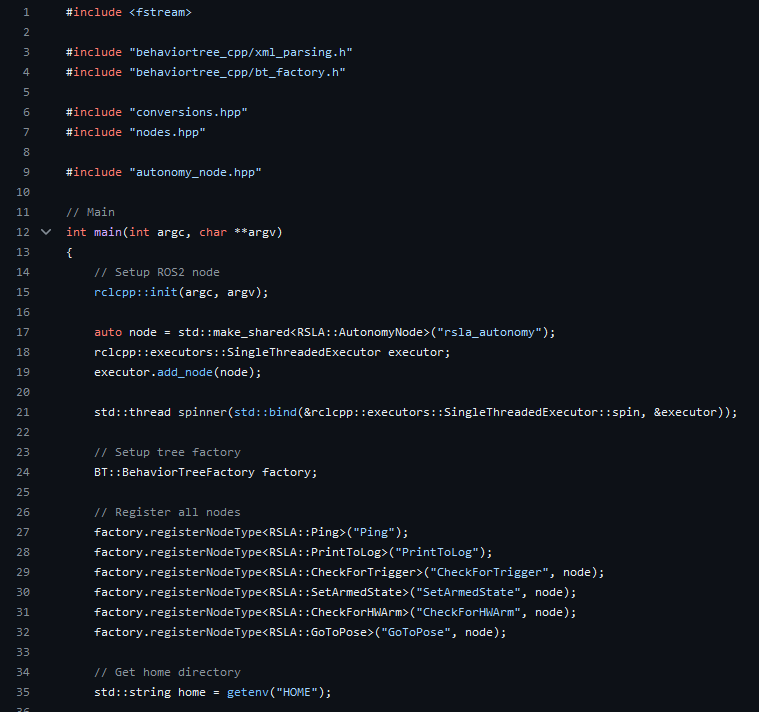 1 #include <fstream>
2
3 #include "behaviortree_cpp/xml_parsing.h"
4 #include "behaviortree_cpp/bt_factory.h"
5
6 #include "conversions.hpp"
7 #include "nodes.hpp"
8
9 #include "autonomy_node.hpp"
10
11 // Main
12 int main(int argc, char **argv)
13 {
14     // Setup ROS2 node
15     rclcpp::init(argc, argv);
16
17     auto node = std::make_shared<RSLA::AutonomyNode>("rsla_autonomy");
18     rclcpp::executors::SingleThreadedExecutor executor;
19     executor.add_node(node);
20
21     std::thread spinner(std::bind(&rclcpp::executors::SingleThreadedExecutor::spin, &executor));
22
23     // Setup tree factory
24     BT::BehaviorTreeFactory factory;
25
26     // Register all nodes
27     factory.registerNodeType<RSLA::Ping>("Ping");
28     factory.registerNodeType<RSLA::PrintToLog>("PrintToLog");
29     factory.registerNodeType<RSLA::CheckForTrigger>("CheckForTrigger", node);
30     factory.registerNodeType<RSLA::SetArmedState>("SetArmedState", node);
31     factory.registerNodeType<RSLA::CheckForHWArm>("CheckForHWArm", node);
32     factory.registerNodeType<RSLA::GoToPose>("GoToPose", node);
33
34     // Get home directory
35     std::string home = getenv("HOME");